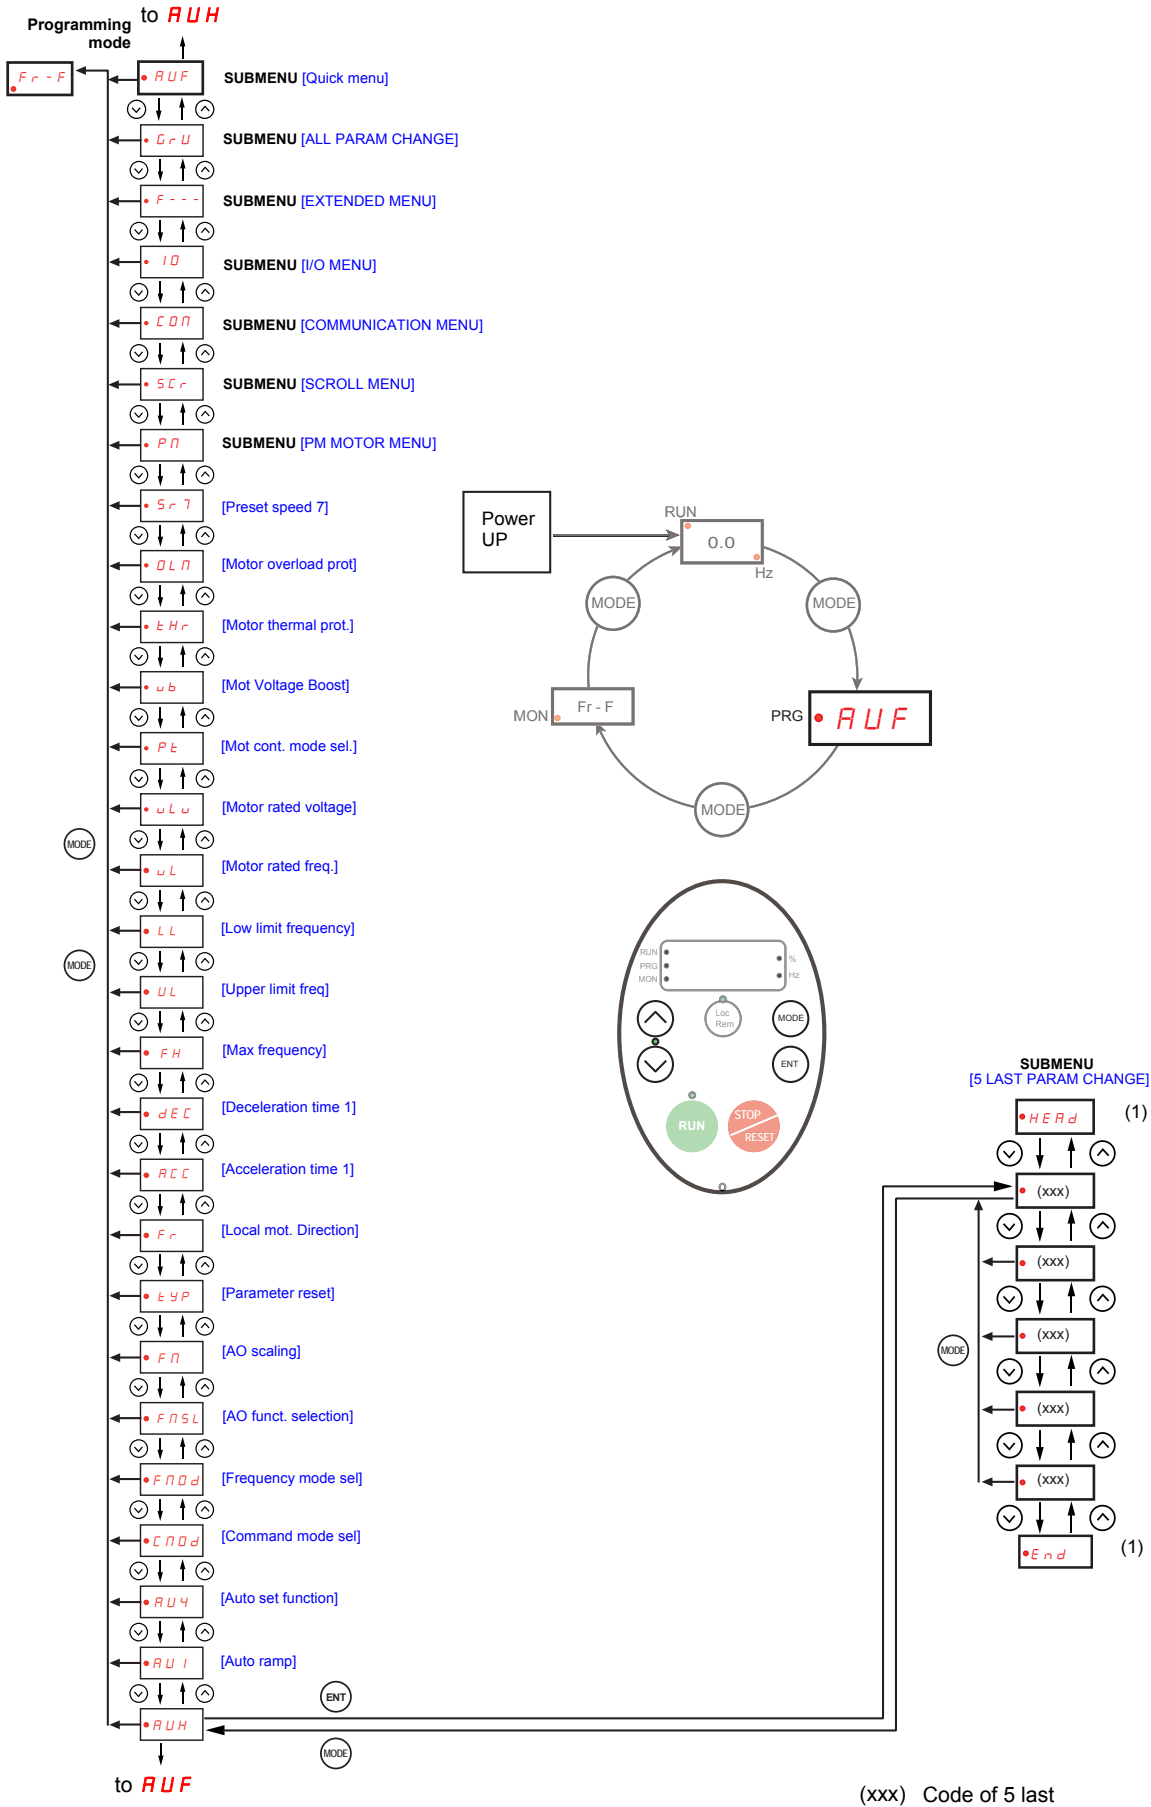 to AUH
Programming
mode
Fr-F
AUF
SUBMENU [Quick menu]
GrU
SUBMENU [ALL PARAM CHANGE]
F---
SUBMENU [EXTENDED MENU]
IO
SUBMENU [I/O MENU]
COM
SUBMENU [COMMUNICATION MENU]
SCr
SUBMENU [SCROLL MENU]
PM
SUBMENU [PM MOTOR MENU]
Sr7
[Preset speed 7]
OLM
[Motor overload prot]
tHr
[Motor thermal prot.]
ub
[Mot Voltage Boost]
Pt
[Mot cont. mode sel.]
uLu
[Motor rated voltage]
MODE
uL
[Motor rated freq.]
LL
[Low limit frequency]
MODE
UL
[Upper limit freq]
FH
[Max frequency]
dEC
[Deceleration time 1]
ACC
[Acceleration time 1]
Fr
[Local mot. Direction]
tYP
[Parameter reset]
FM
[AO scaling]
FMSL
[AO funct. selection]
FMOd
[Frequency mode sel]
CMOd
[Command mode sel]
AU4
[Auto set function]
AU1
[Auto ramp]
ENT
AUH
MODE
to AUF
Power
UP
RUN
0.0
Hz
MODE
MODE
MON
Fr - F
PRG
AUF
MODE
RUN
PRG
MON
%
Hz
Loc
Rem
MODE
ENT
RUN
STOP
RESET
SUBMENU
[5 LAST PARAM CHANGE]
HEAd
(1)
(xxx)
(xxx)
(xxx)
MODE
(xxx)
(xxx)
End
(1)
(xxx) Code of 5 last